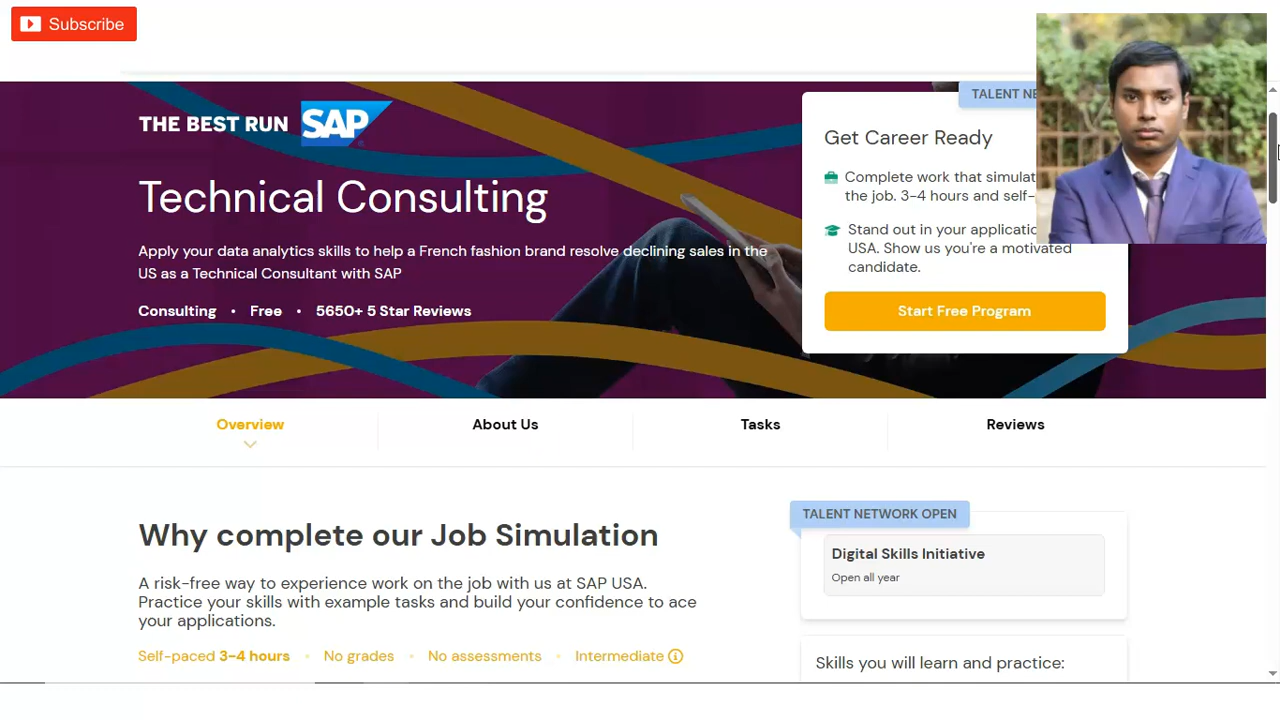 Subscribe
THE BEST RUN SAP
Technical Consulting
Apply your data analytics skills to help a French fashion brand resolve declining sales in the
US as a Technical Consultant with SAP
Consulting • Free • 5650+ 5 Star Reviews
TALENT
Get Career Ready
Complete work that
the job. 3-4 hours and
Stand out in your
USA. Show us you're a motivated
candidate.
Start Free Program
Overview
About Us
Tasks
Reviews
Why complete our Job Simulation
A risk-free way to experience work on the job with us at SAP USA.
Practice your skills with example tasks and build your confidence to ace
your applications.
Self-paced 3-4 hours • No grades • No assessments • Intermediate
TALENT NETWORK OPEN
Digital Skills Initiative
Open all year
Skills you will learn and practice: